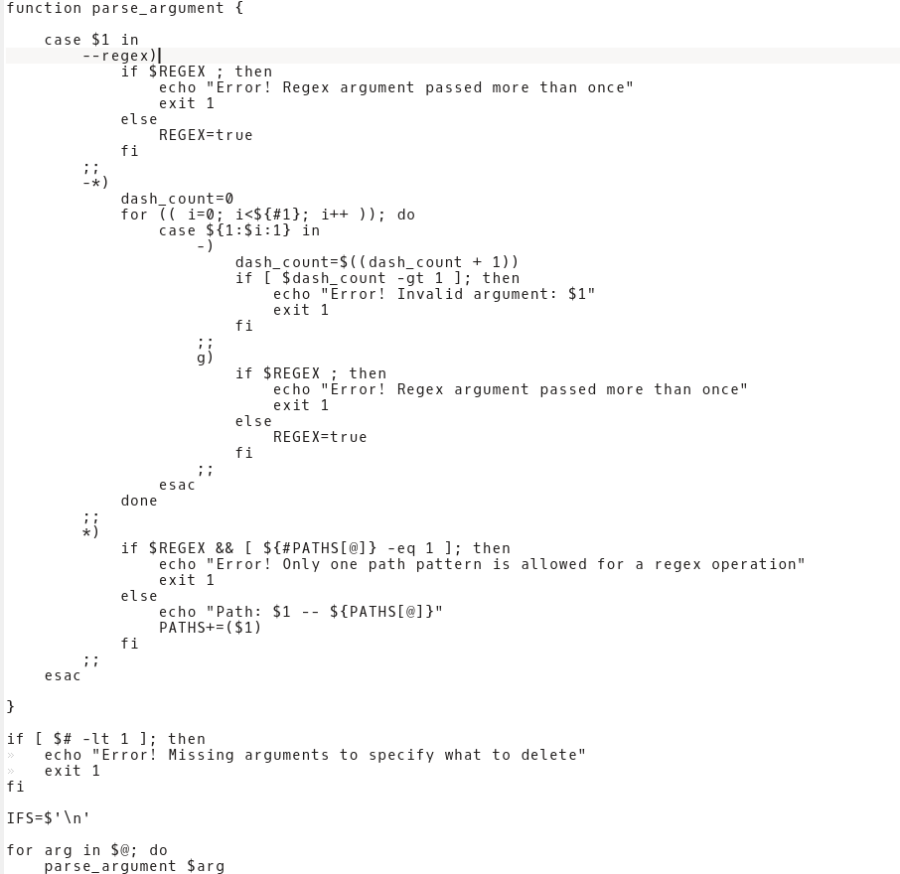 function parse_argument {
    case $1 in
        --regex)
            if $REGEX ; then
                echo "Error! Regex argument passed more than once"
                exit 1
            else
                REGEX=true
            fi
        ;;
        -*)
            dash_count=0
            for (( i=0; i<${#1}; i++ )); do
                case ${1:$i:1} in
                    -)
                        dash_count=$((dash_count + 1))
                        if [ $dash_count -gt 1 ]; then
                            echo "Error! Invalid argument: $1"
                            exit 1
                        fi
                    ;;
                    g)
                        if $REGEX ; then
                            echo "Error! Regex argument passed more than once"
                            exit 1
                        else
                            REGEX=true
                        fi
                    ;;
                esac
            done
        ;;
        *)
            if $REGEX && [ ${#PATHS[@]} -eq 1 ]; then
                echo "Error! Only one path pattern is allowed for a regex operation"
                exit 1
            else
                echo "Path: $1 -- ${PATHS[@]}"
                PATHS+=($1)
            fi
        ;;
    esac
}
if [ $# -lt 1 ]; then
»   echo "Error! Missing arguments to specify what to delete"
»   exit 1
fi
IFS=$'\n'
for arg in $@; do
    parse_argument $arg